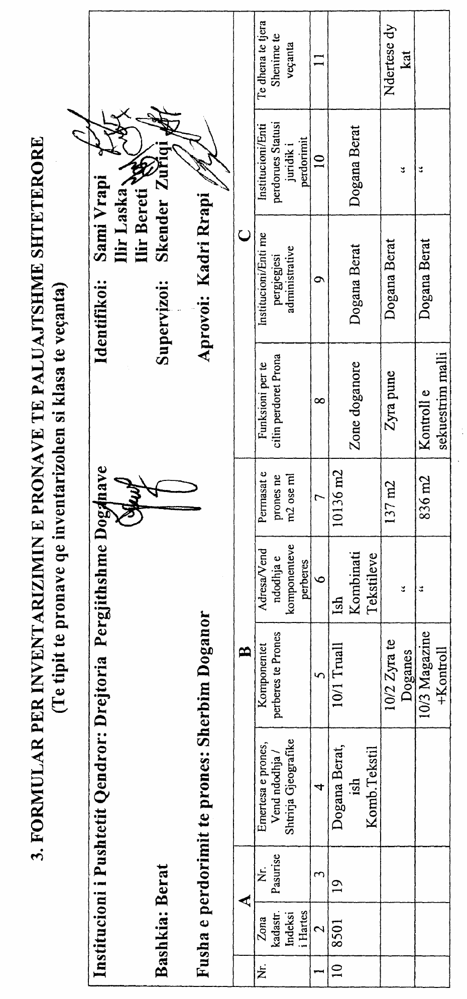 3. FORMULAR PER INVENTARIZIMIN E PRONAVE TE PALUAJTSHME SHTETERORE
(Te tipit te pronave qe inventarizohen si klasa te veçanta)
Institucioni i Pushtetit Qendror: Drejtoria Pergjithshme Doganave
Identifikoi: Sami Vrapi
Ilir Laska
Ilir Bereti
Bashkia: Berat
Supervizoi: Skender Zuriqi
Fusha e perdorimit te prones: Sherbim Doganor
Aprovoi: Kadri Rrapi
A
B
C
Nr.
Zona
kadastr.
Indeksi
i Hartes
Nr.
Pasurise
Emertesa e prones,
Vend ndodhja /
Shtrirja Gjeografike
Komponentet
perberes te Prones
Adresa/Vend
ndodhja e
komponenteve
perberes
Permasat e
prones ne
m2 ose ml
Funksioni per te
cilin perdoret Prona
Institucioni/Enti me
pergjegjesi
administrative
Institucioni/Enti
perdorues Statusi
juridik i
perdorimit
Te dhena te tjera
Shenime te
veçanta
1 2 3 4 5 6 7 8 9 10 11
10
8501
19
Dogana Berat,
ish
Komb.Tekstil
10/1 Truall
Ish
Kombinati
Tekstileve
10136 m2
Zone doganore
Dogana Berat
Dogana Berat
10/2 Zyra te
Doganes
“
137 m2
Zyra pune
Dogana Berat
“
Ndertese dy
kat
10/3 Magazine
+Kontroll
“
836 m2
Kontroll e
sekuestrim malli
Dogana Berat
“